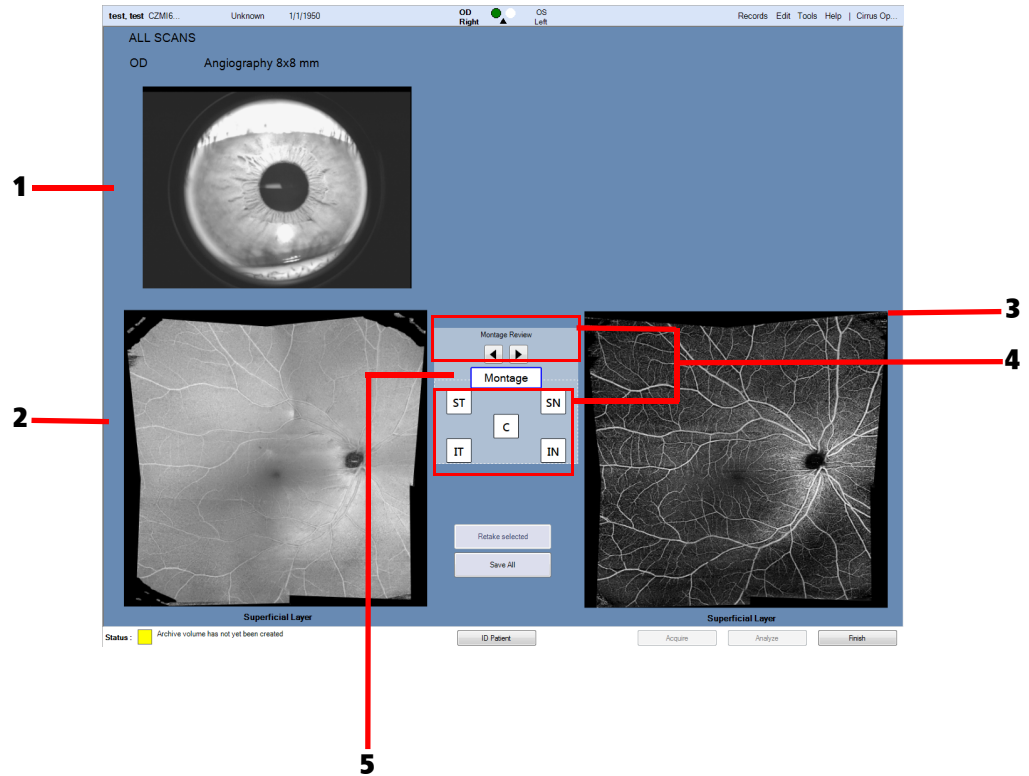 test, test CZMI6... Unknown 1/1/1950 OD Right OS Left Records Edit Tools Help | Cirrus Op...
ALL SCANS
OD Angiography 8x8 mm
1
3
Montage Review
4
Montage
ST SN
2
C
IT IN
Retake selected
Save All
Superficial Layer Superficial Layer
Status : Archive volume has not yet been created ID Patient Acquire Analyze Finish
5